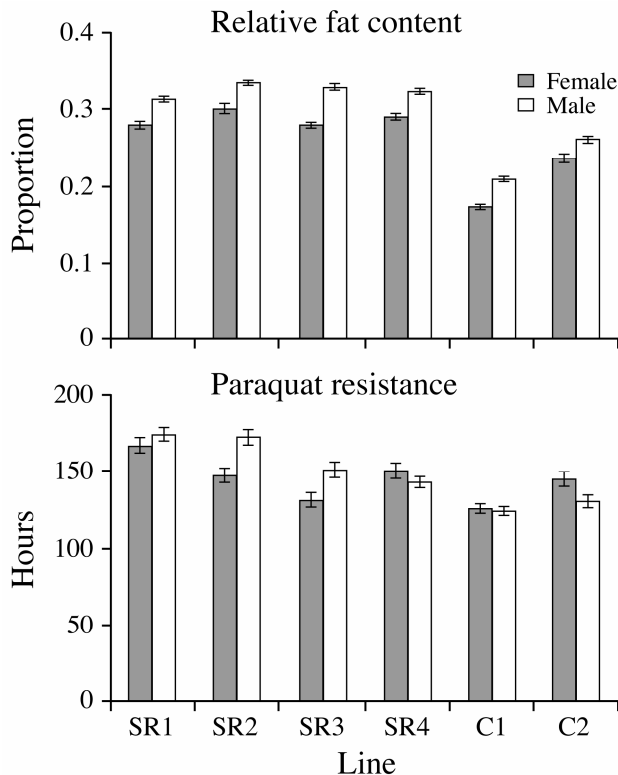 Relative fat content
0.4
0.3
0.2
0.1
0
Proportion
Female
Male
Paraquat resistance
200
150
100
50
0
Hours
SR1 SR2 SR3 SR4 C1 C2
Line